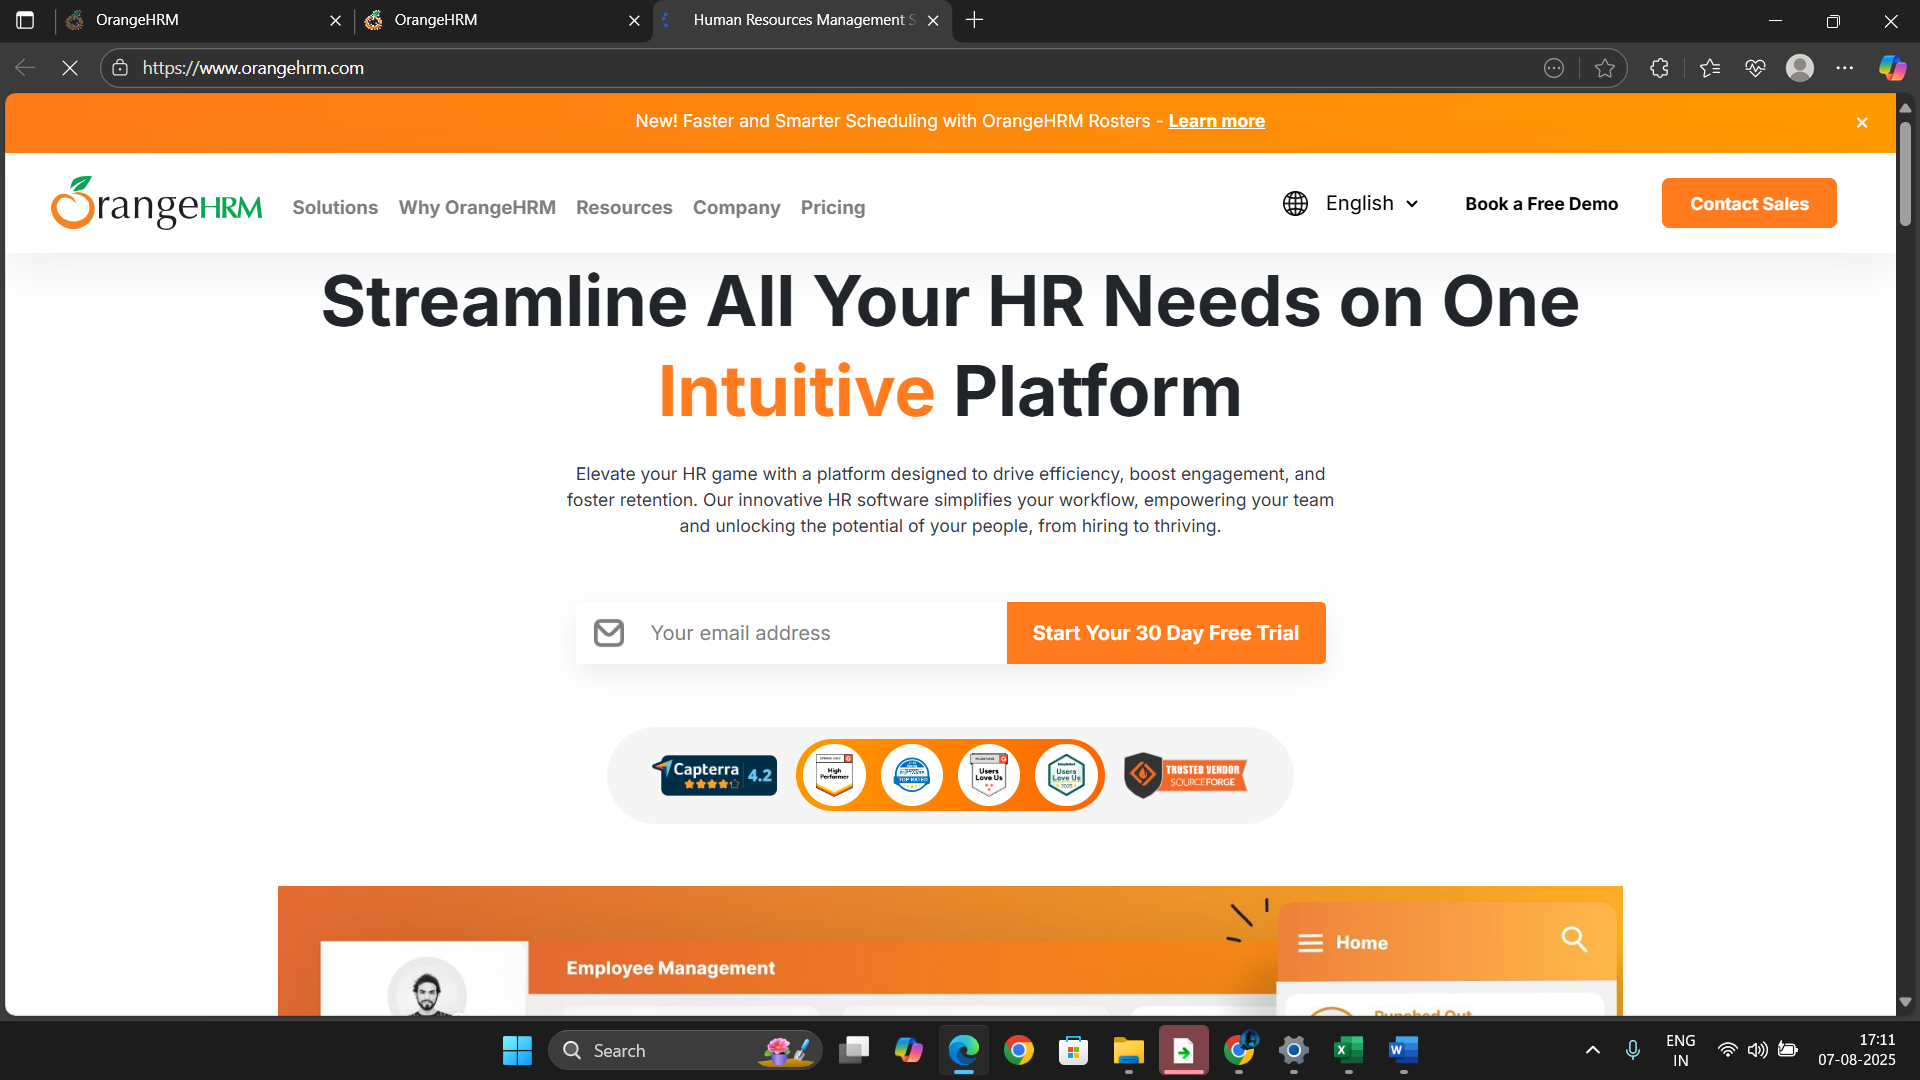 OrangeHRM
OrangeHRM
Human Resources Management S
https://www.orangehrm.com
New! Faster and Smarter Scheduling with OrangeHRM Rosters - Learn more
OrangeHRM
Solutions
Why OrangeHRM
Resources
Company
Pricing
English
Book a Free Demo
Contact Sales
Streamline All Your HR Needs on One
Intuitive Platform
Elevate your HR game with a platform designed to drive efficiency, boost engagement, and
foster retention. Our innovative HR software simplifies your workflow, empowering your team
and unlocking the potential of your people, from hiring to thriving.
Your email address
Start Your 30 Day Free Trial
Capterra 4.2
High
Performer
TOP RATED
Users
Love Us
Users
Love Us
2025
TRUSTED VENDOR
SOURCEFORGE
Employee Management
Home
Punched Out
Search
ENG
IN
17:11
07-08-2025